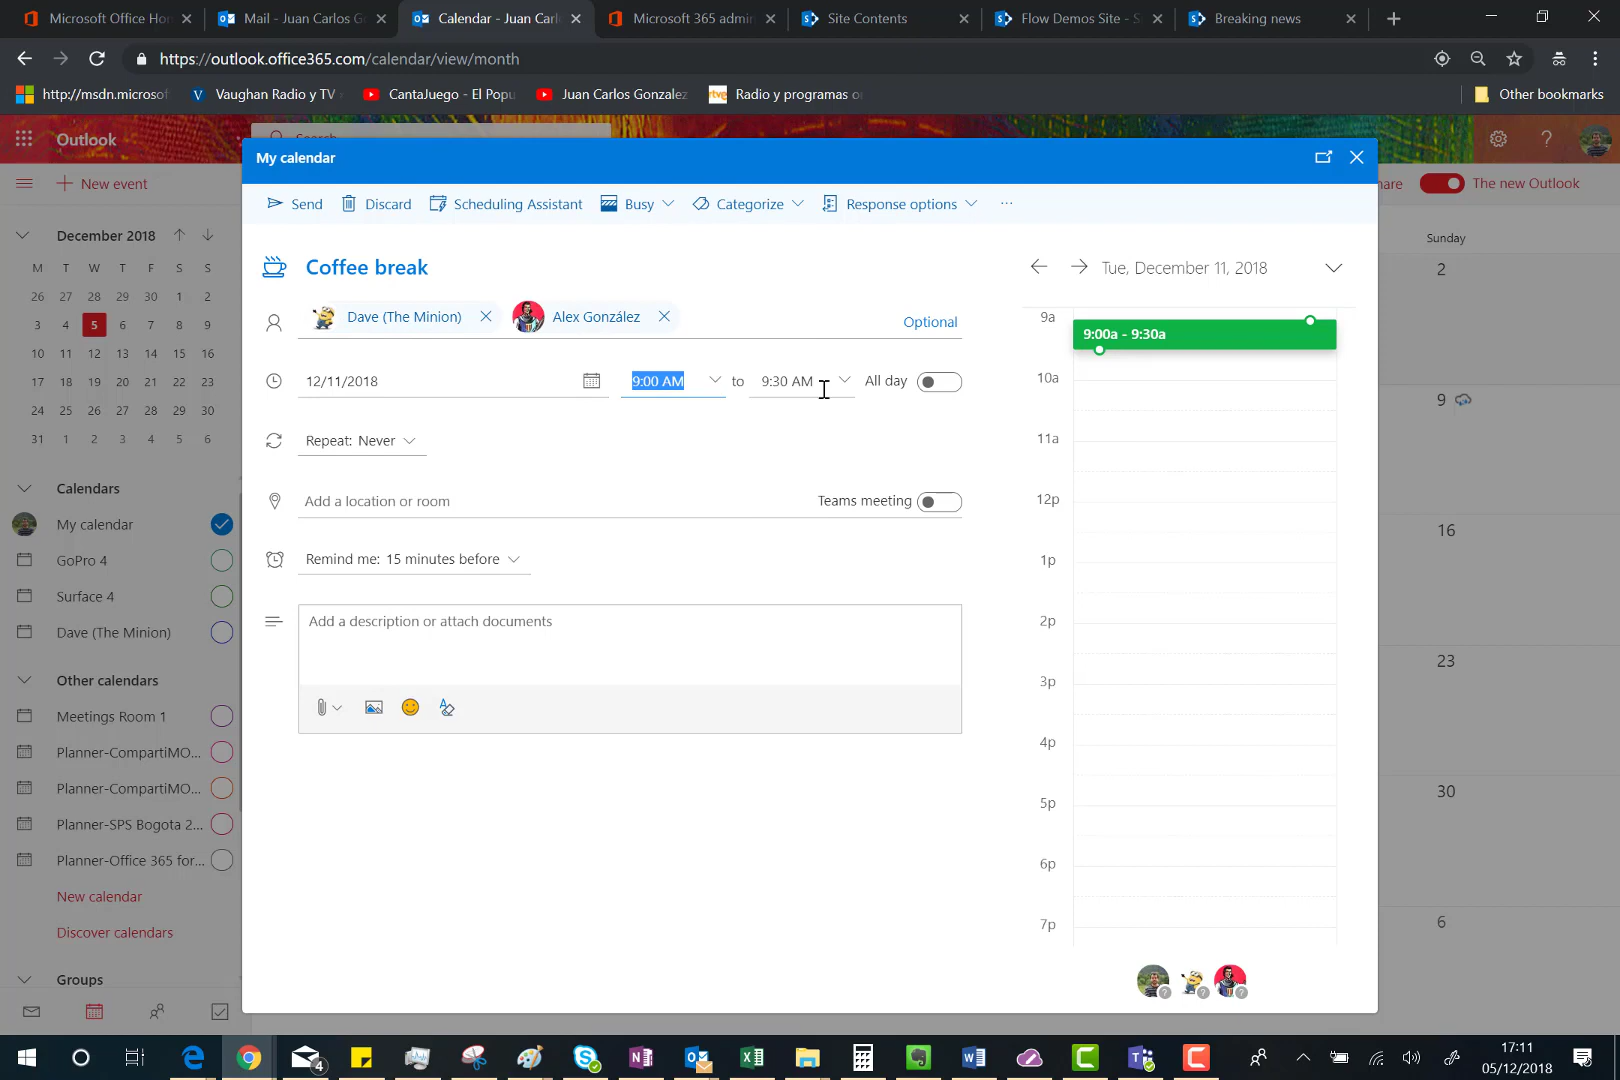 Microsoft Office Ho
Mail - Juan Carlos G
Calendar - Juan Carl
Microsoft 365 admin
Site Contents
Flow Demos Site - S
Breaking news
https://outlook.office365.com/calendar/view/month
http://msdn.microsof
Vaughan Radio y TV
CantaJuego - El Popu
Juan Carlos Gonzalez
Radio y programas o
Other bookmarks
Outlook
Search
New event
hare
The new Outlook
My calendar
Send
Discard
Scheduling Assistant
Busy
Categorize
Response options
...
December 2018
M T W T F S S
26 27 28 29 30 1 2
3 4 5 6 7 8 9
10 11 12 13 14 15 16
17 18 19 20 21 22 23
24 25 26 27 28 29 30
31 1 2 3 4 5 6
Calendars
My calendar
GoPro 4
Surface 4
Dave (The Minion)
Other calendars
Meetings Room 1
Planner-CompartiMO...
Planner-CompartiMO...
Planner-SPS Bogota 2...
Planner-Office 365 for...
New calendar
Discover calendars
Groups
Coffee break
Dave (The Minion)
Alex González
Optional
12/11/2018
9:00 AM
to
9:30 AM
All day
Repeat: Never
Add a location or room
Teams meeting
Remind me: 15 minutes before
Add a description or attach documents
Tue, December 11, 2018
9a
9:00a - 9:30a
10a
11a
12p
1p
2p
3p
4p
5p
6p
7p
Sunday
2
9
16
23
30
6
4
17:11
05/12/2018